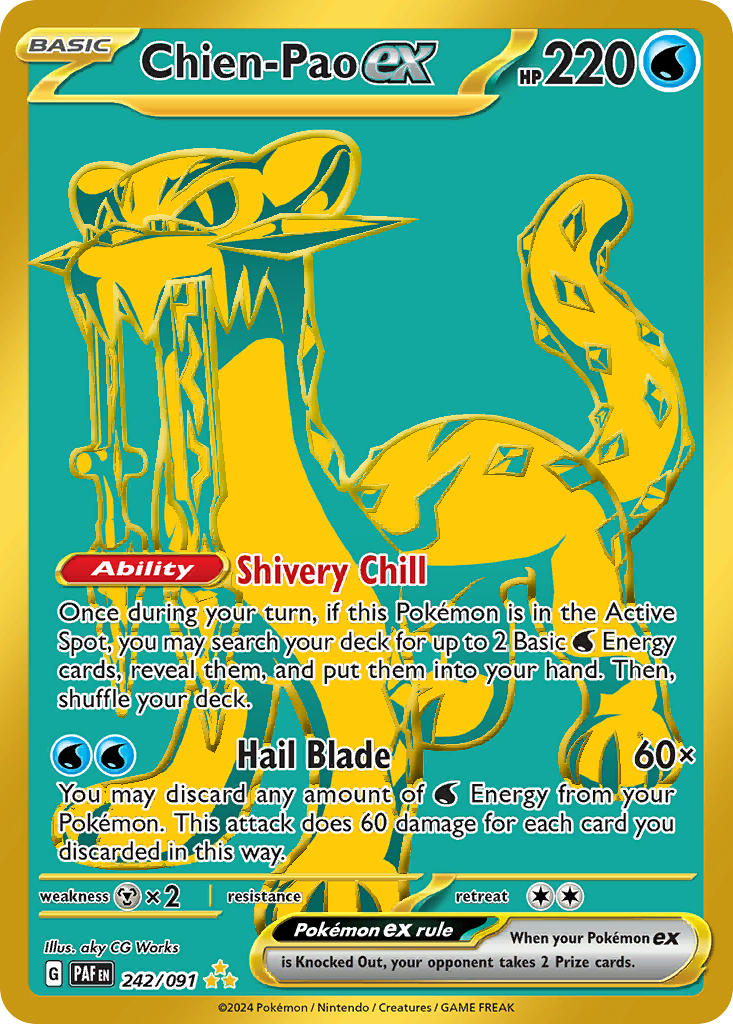 BASIC
Chien-Pao ex HP 220
Ability Shivery Chill
Once during your turn, if this Pokémon is in the Active
Spot, you may search your deck for up to 2 Basic Energy
cards, reveal them, and put them into your hand. Then,
shuffle your deck.
Hail Blade 60×
You may discard any amount of Energy from your
Pokémon. This attack does 60 damage for each card you
discarded in this way.
weakness ×2 resistance retreat
Illus. aky CG Works
Pokémon ex rule When your Pokémon ex
is Knocked Out, your opponent takes 2 Prize cards.
G PAF EN 242/091
©2024 Pokémon / Nintendo / Creatures / GAME FREAK